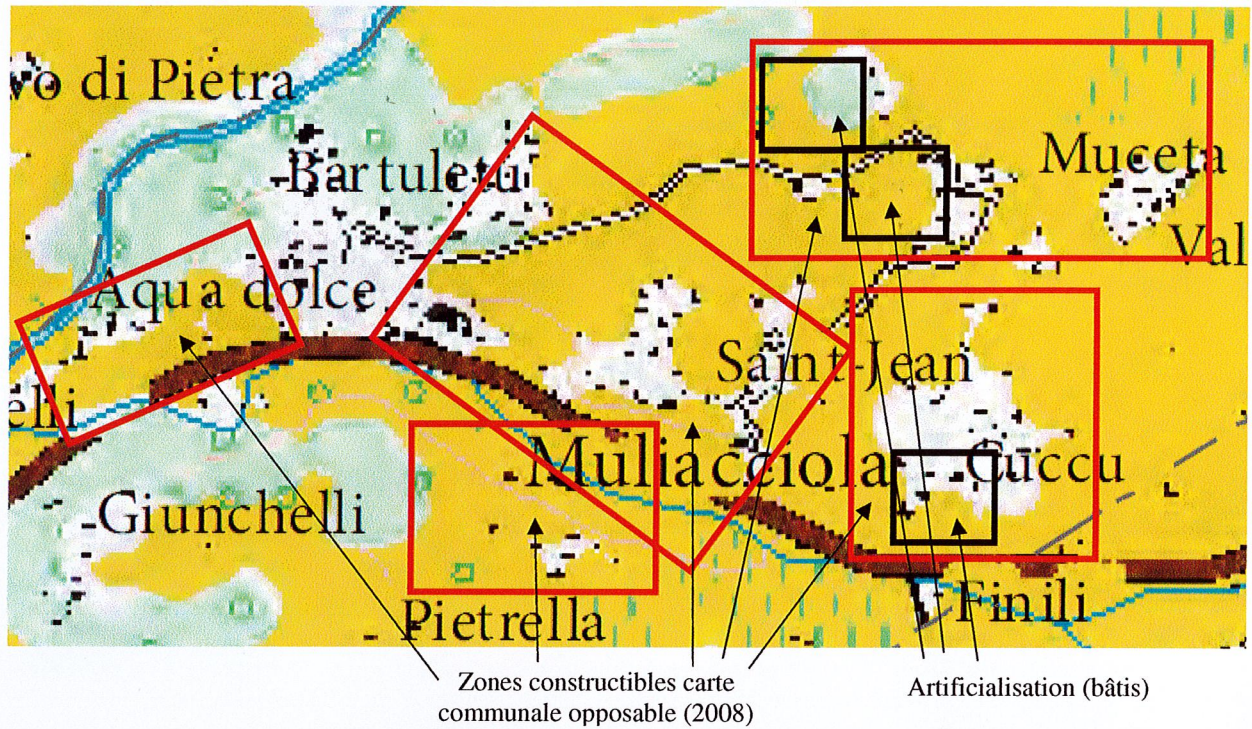 vo di Pietra
Bartuletu
Muceta
Val
Aqua dolce
Saint-Jean
elli
Muliacciola
Cuccu
Giunchelli
Pietrella
Finili
Zones constructibles carte
communale opposable (2008)
Artificialisation (bâtis)